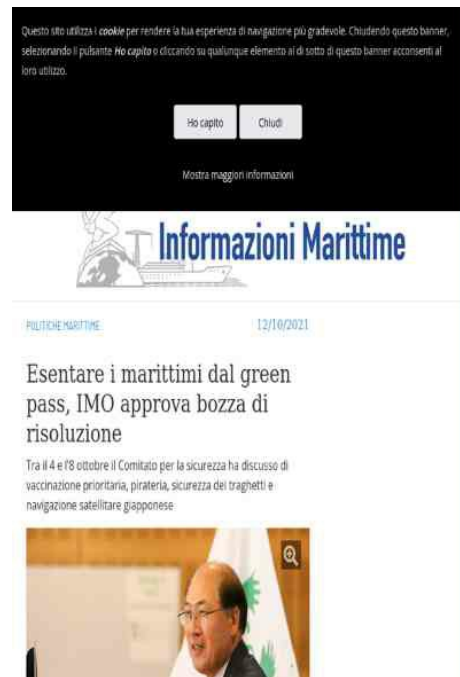 Questo sito utilizza i cookie per rendere la tua esperienza di navigazione più gradevole. Chiudendo questo banner,
selezionando il pulsante Ho capito o cliccando su qualunque elemento al di sotto di questo banner acconsenti al
loro utilizzo.
Ho capito
Chiudi
Mostra maggiori informazioni
Informazioni Marittime
POLITICHE MARITTIME
12/10/2021
Esentare i marittimi dal green
pass, IMO approva bozza di
risoluzione
Tra il 4 e l'8 ottobre il Comitato per la sicurezza ha discusso di
vaccinazione prioritaria, pirateria, sicurezza dei traghetti e
navigazione satellitare giapponese